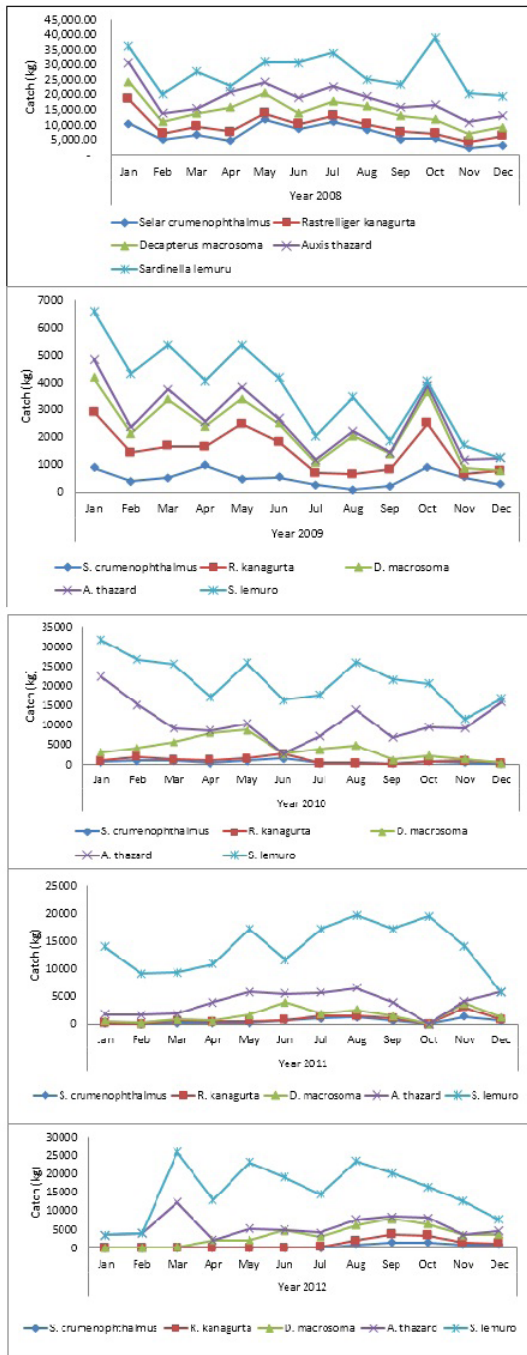 45,000.00
40,000.00
35,000.00
30,000.00
25,000.00
20,000.00
15,000.00
10,000.00
5,000.00
-
Catch (kg)
Jan Feb Mar Apr May Jun Jul Aug Sep Oct Nov Dec
Year 2008
Selar crumenophthalmus Rastrelliger kanagurta
Decapterus macrosoma Auxis thazard
Sardinella lemuru
7000
6000
5000
4000
3000
2000
1000
0
Catch (kg)
Jan Feb Mar Apr May Jun Jul Aug Sep Oct Nov Dec
Year 2009
S. crumenophthalmus R. kanagurta D. macrosoma
A. thazard S. lemuro
35000
30000
25000
20000
15000
10000
5000
0
Catch (kg)
Jan Feb Mar Apr May Jun Jul Aug Sep Oct Nov Dec
Year 2010
S. crumenophthalmus R. kanagurta D. macrosoma
A. thazard S. lemuro
25000
20000
15000
10000
5000
0
Catch (kg)
Jan Feb Mar Apr May Jun Jul Aug Sep Oct Nov Dec
Year 2011
S. crumenophthalmus R. kanagurta D. macrosoma A. thazard S. lemuro
30000
25000
20000
15000
10000
5000
0
Catch (kg)
Jan Feb Mar Apr May Jun Jul Aug Sep Oct Nov Dec
Year 2012
S. crumenophthalmus R. kanagurta D. macrosoma A. thazard S. lemuro